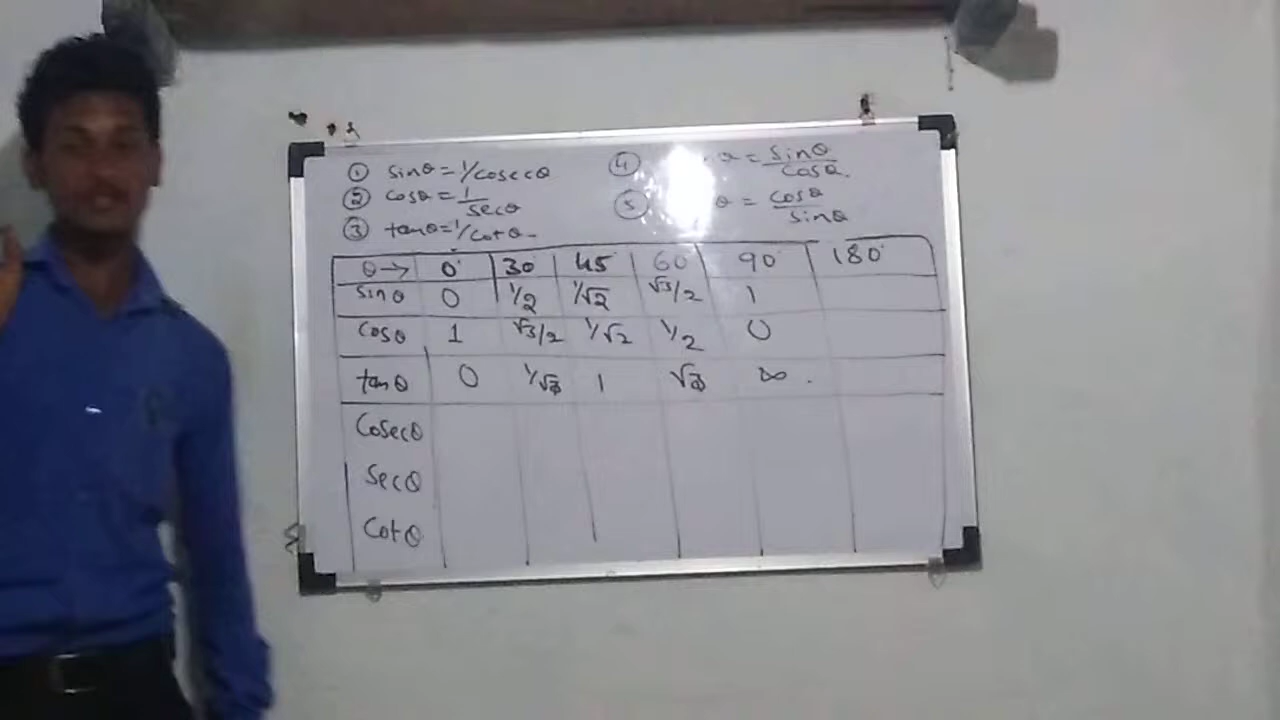 ① sinθ = 1/cosecθ
② cosθ = 1/secθ
③ tanθ = 1/cotθ
④ θ = sinθ/cosθ.
⑤ θ = cosθ/sinθ
θ→ 0° 30° 45° 60° 90° 180°
sinθ 0 1/2 1/√2 √3/2 1
cosθ 1 √3/2 1/√2 1/2 0
tanθ 0 1/√3 1 √3 ∞
Cosecθ
Secθ
Cotθ